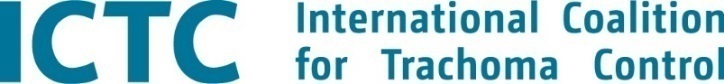 ICTC
International Coalition
for Trachoma Control